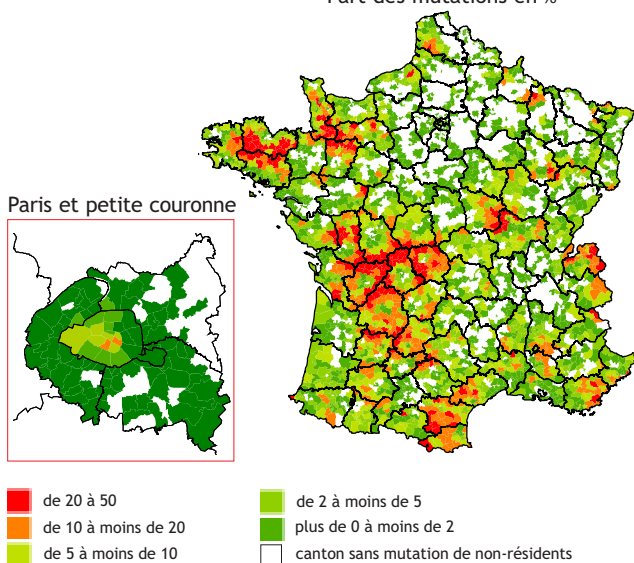 Part des mutations en %
Paris et petite couronne
de 20 à 50
de 10 à moins de 20
de 5 à moins de 10
de 2 à moins de 5
plus de 0 à moins de 2
canton sans mutation de non-résidents